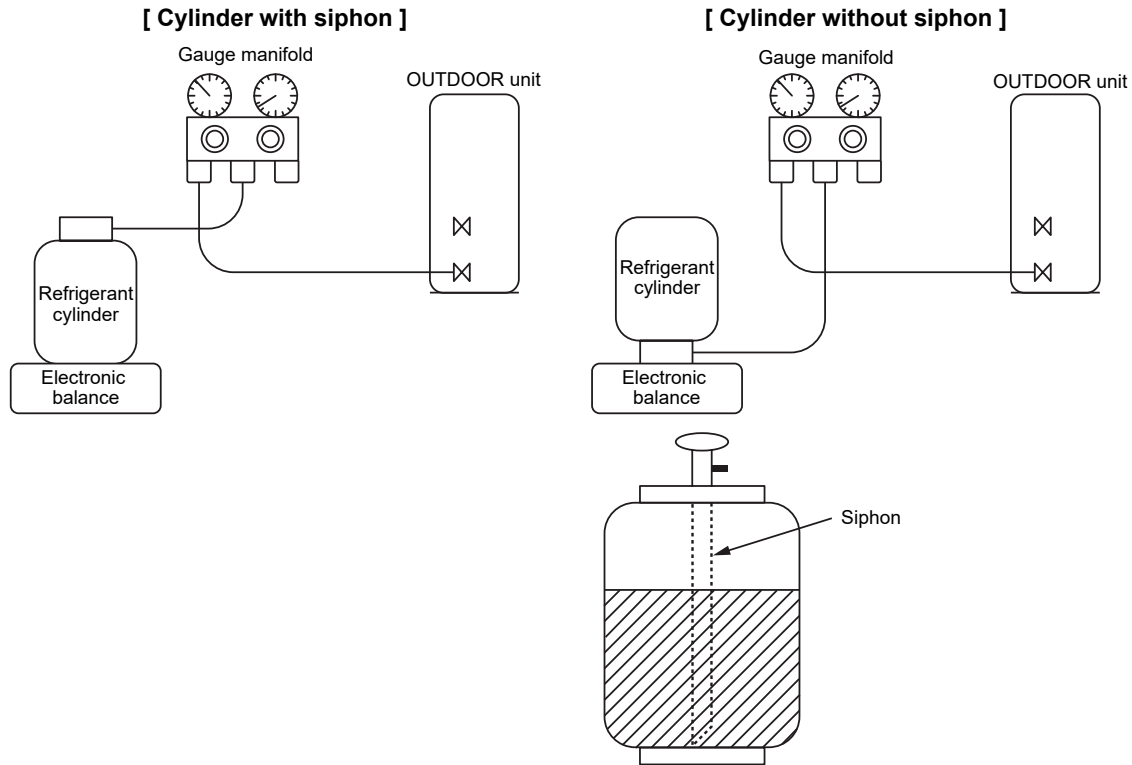 [ Cylinder with siphon ]
Gauge manifold
OUTDOOR unit
Refrigerant
cylinder
Electronic
balance
[ Cylinder without siphon ]
Gauge manifold
OUTDOOR unit
Refrigerant
cylinder
Electronic
balance
Siphon